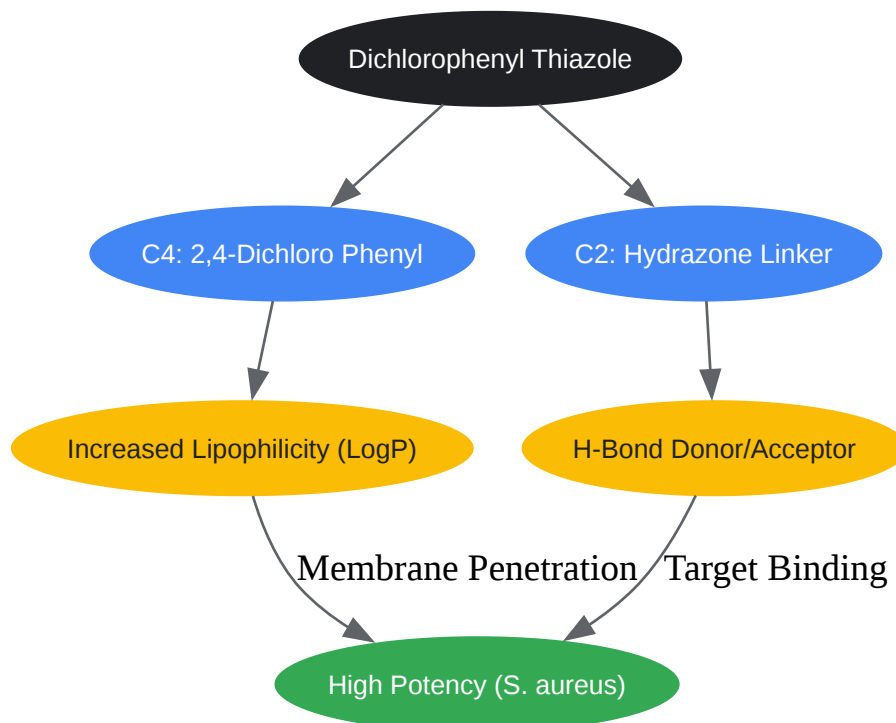 Dichlorophenyl Thiazole
C4: 2,4-Dichloro Phenyl
C2: Hydrazone Linker
Increased Lipophilicity (LogP)
H-Bond Donor/Acceptor
Membrane Penetration
Target Binding
High Potency (S. aureus)